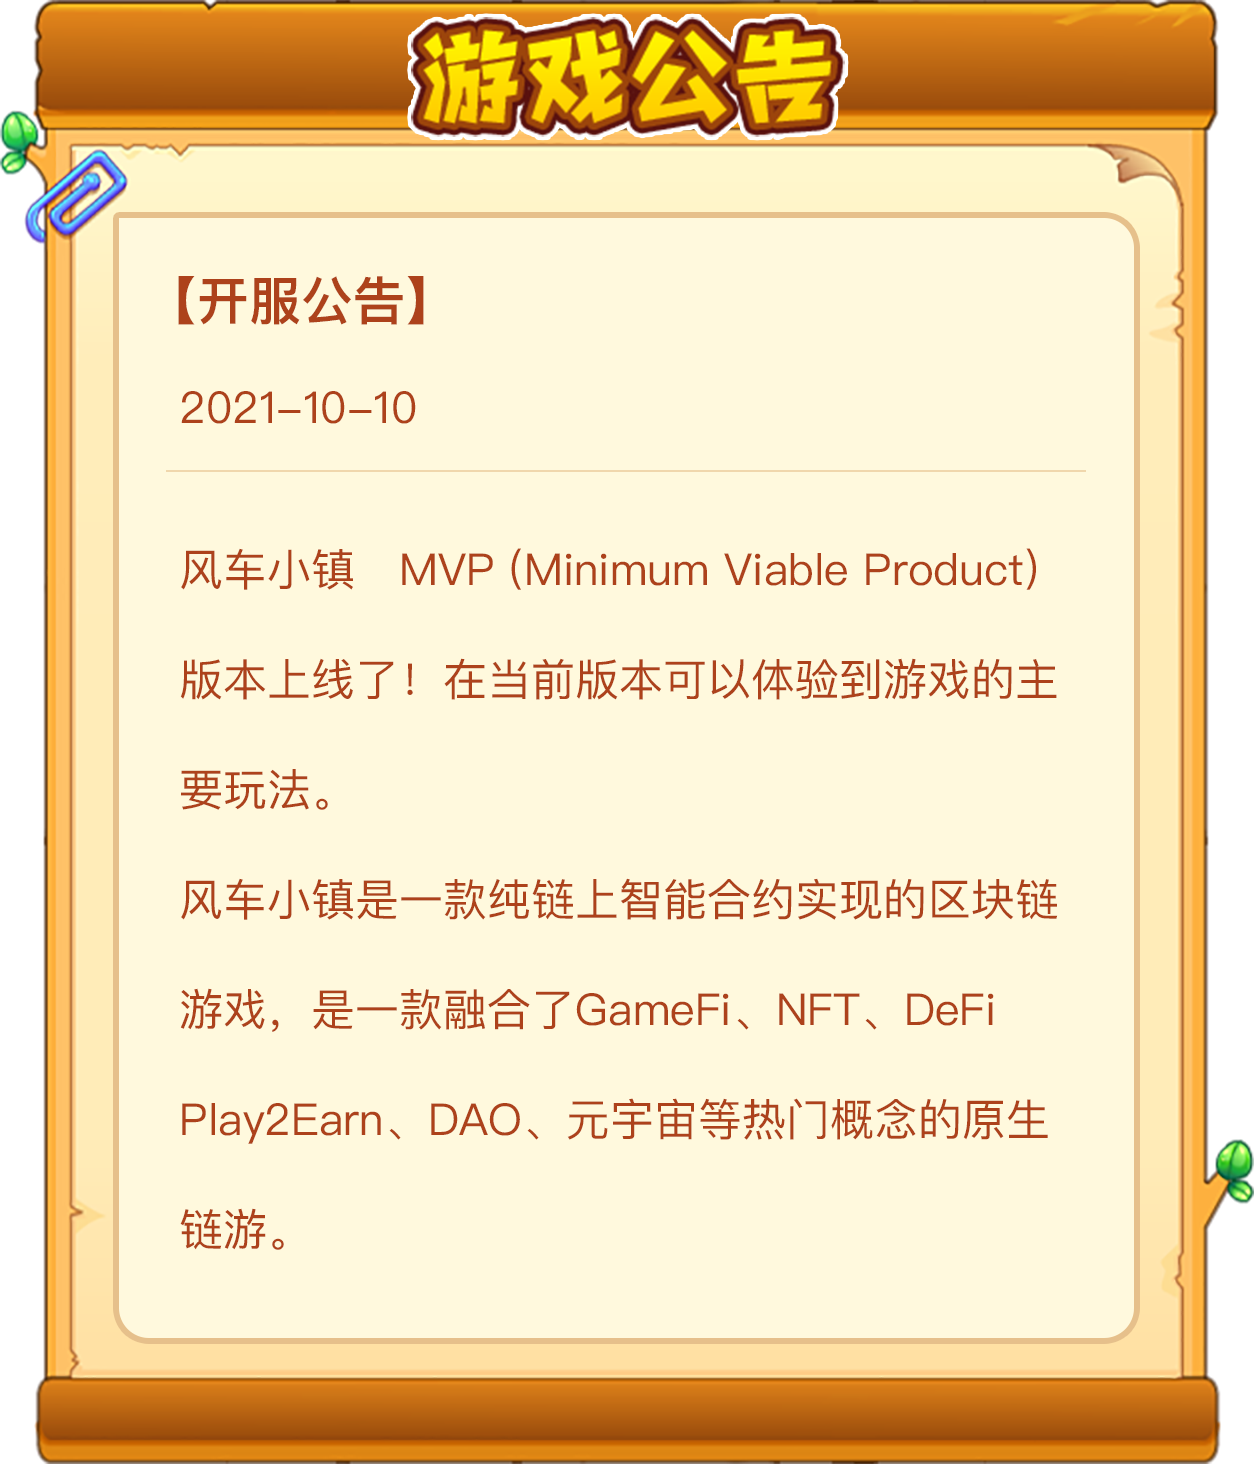 游戏公告
【开服公告】
2021-10-10
风车小镇　MVP (Minimum Viable Product)
版本上线了！在当前版本可以体验到游戏的主
要玩法。
风车小镇是一款纯链上智能合约实现的区块链
游戏，是一款融合了GameFi、NFT、DeFi
Play2Earn、DAO、元宇宙等热门概念的原生
链游。